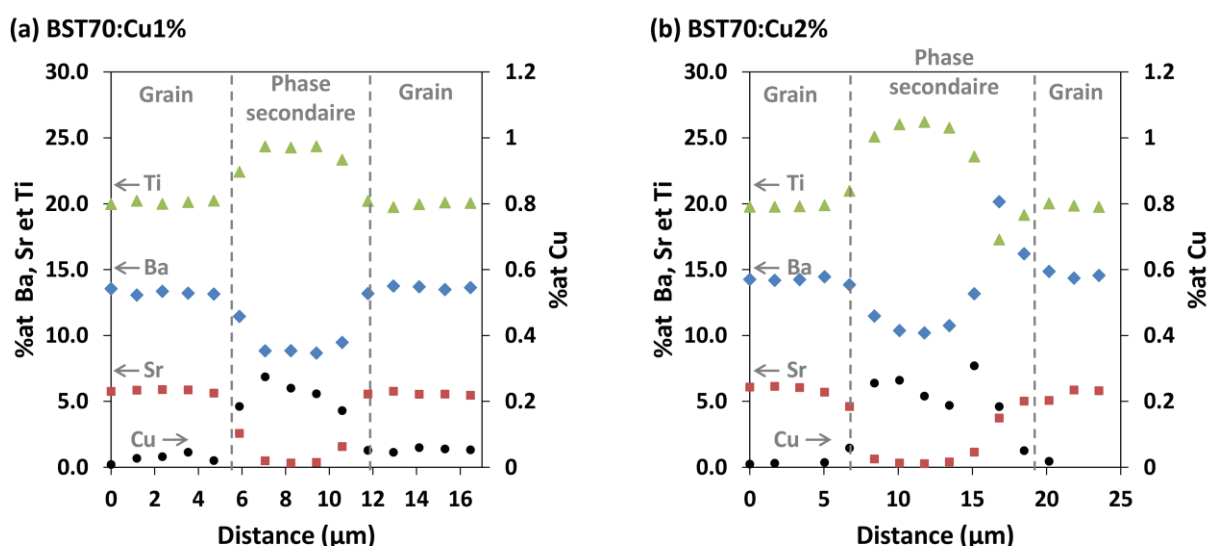 (a) BST70:Cu1%
30.0
25.0
20.0
15.0
10.0
5.0
0.0
%at Ba, Sr et Ti
Grain
Phase
secondaire
Grain
← Ti
← Ba
← Sr
Cu →
1.2
1
0.8
0.6
0.4
0.2
0
%at Cu
0 2 4 6 8 10 12 14 16
Distance (µm)
(b) BST70:Cu2%
30.0
25.0
20.0
15.0
10.0
5.0
0.0
%at Ba, Sr et Ti
Grain
Phase
secondaire
Grain
← Ti
← Ba
← Sr
Cu →
1.2
1
0.8
0.6
0.4
0.2
0
%at Cu
0 5 10 15 20 25
Distance (µm)